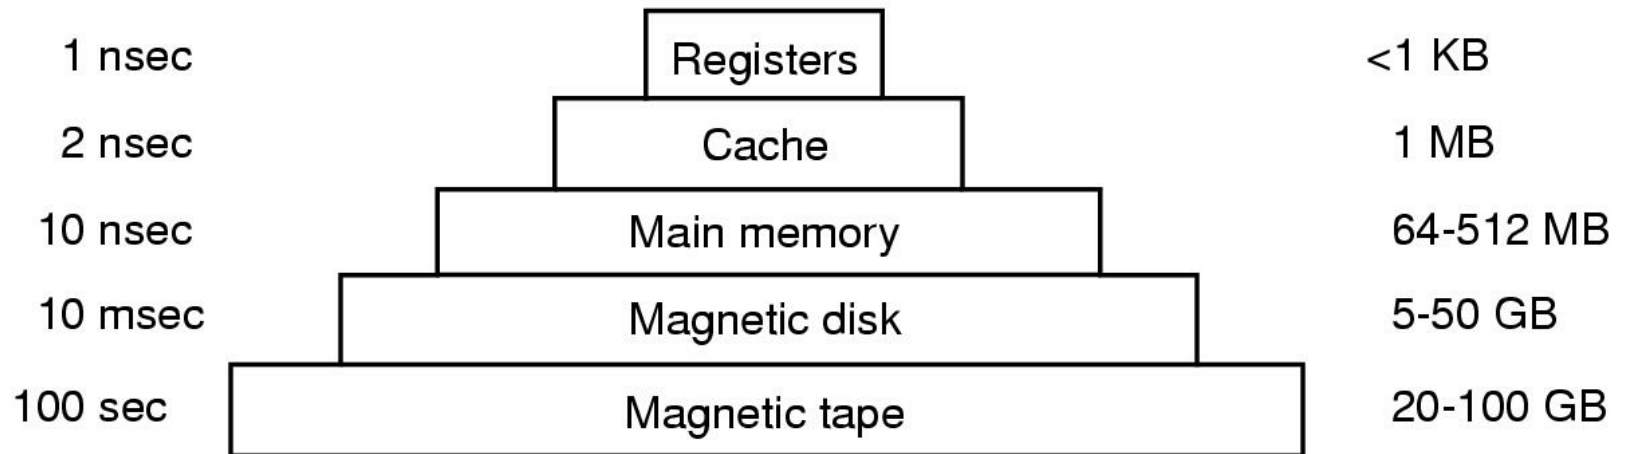 1 nsec Registers <1 KB
2 nsec Cache 1 MB
10 nsec Main memory 64-512 MB
10 msec Magnetic disk 5-50 GB
100 sec Magnetic tape 20-100 GB